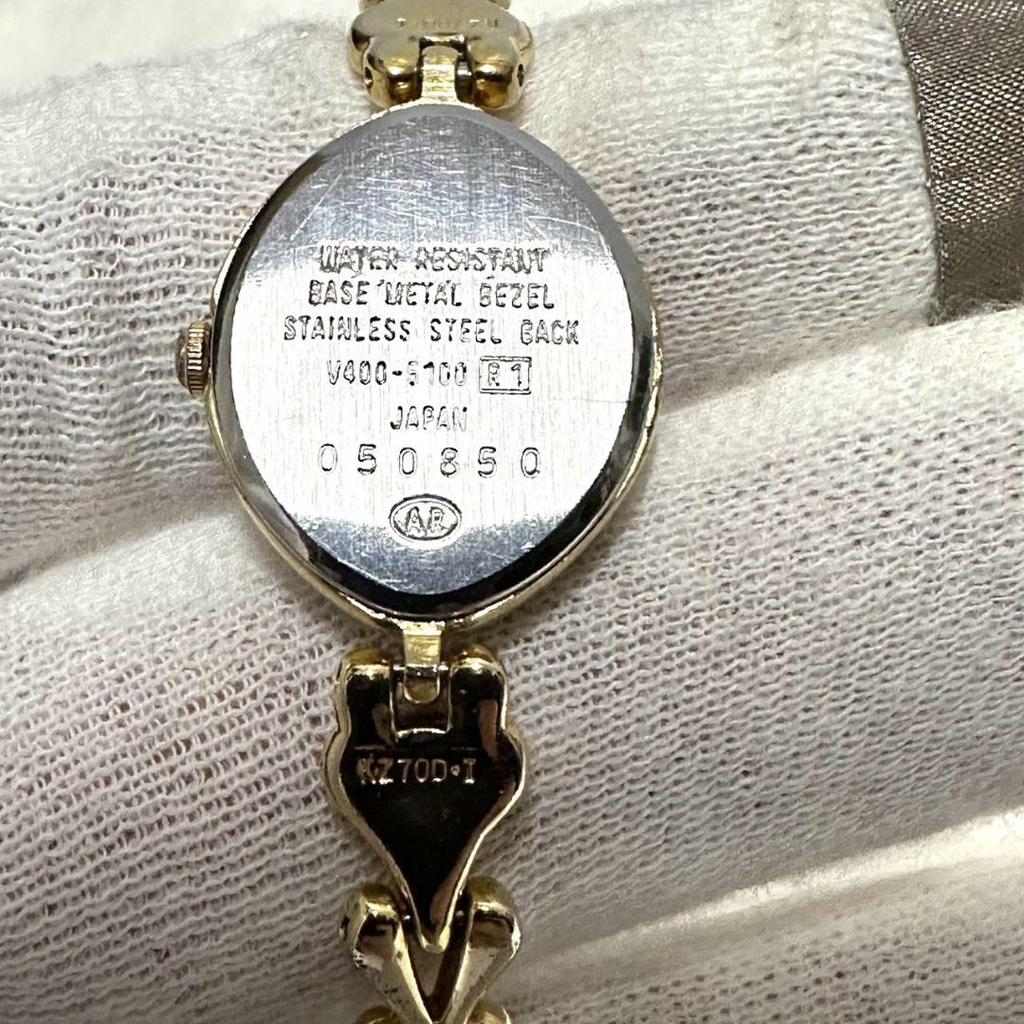 WATER RESISTANT
BASE METAL BEZEL
STAINLESS STEEL BACK
V400-5100 R1
JAPAN
050850
AR
KZ70D·I